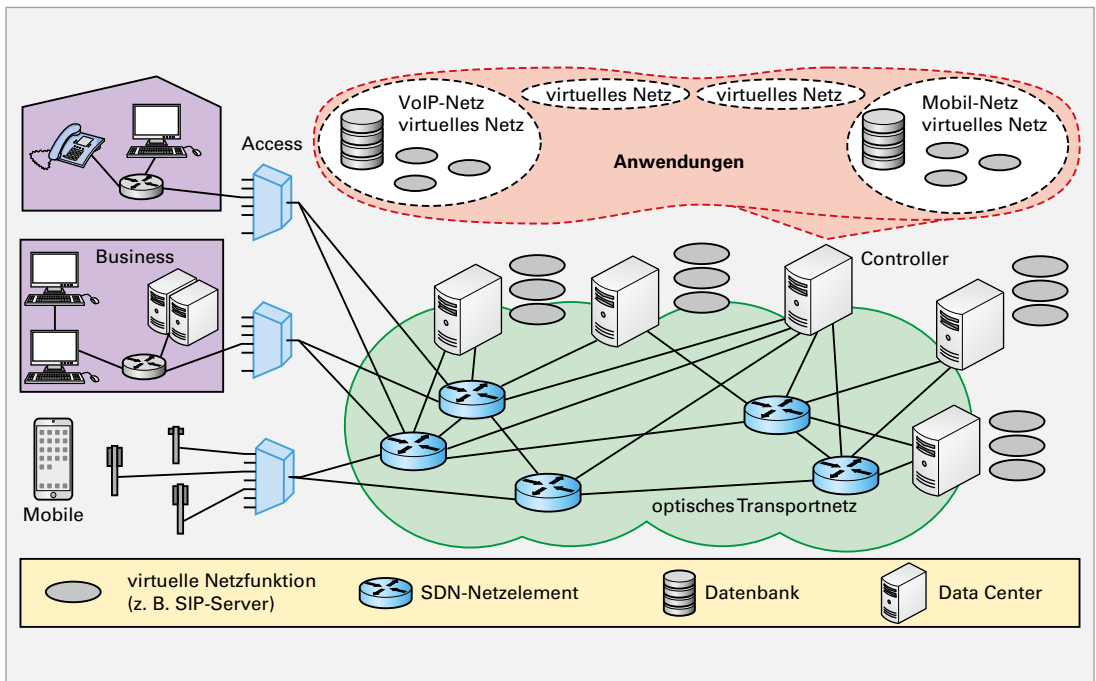 VoIP-Netz
virtuelles Netz
virtuelles Netz
virtuelles Netz
Mobil-Netz
virtuelles Netz
Anwendungen
Access
Business
Controller
Mobile
optisches Transportnetz
virtuelle Netzfunktion
(z. B. SIP-Server)
SDN-Netzelement
Datenbank
Data Center